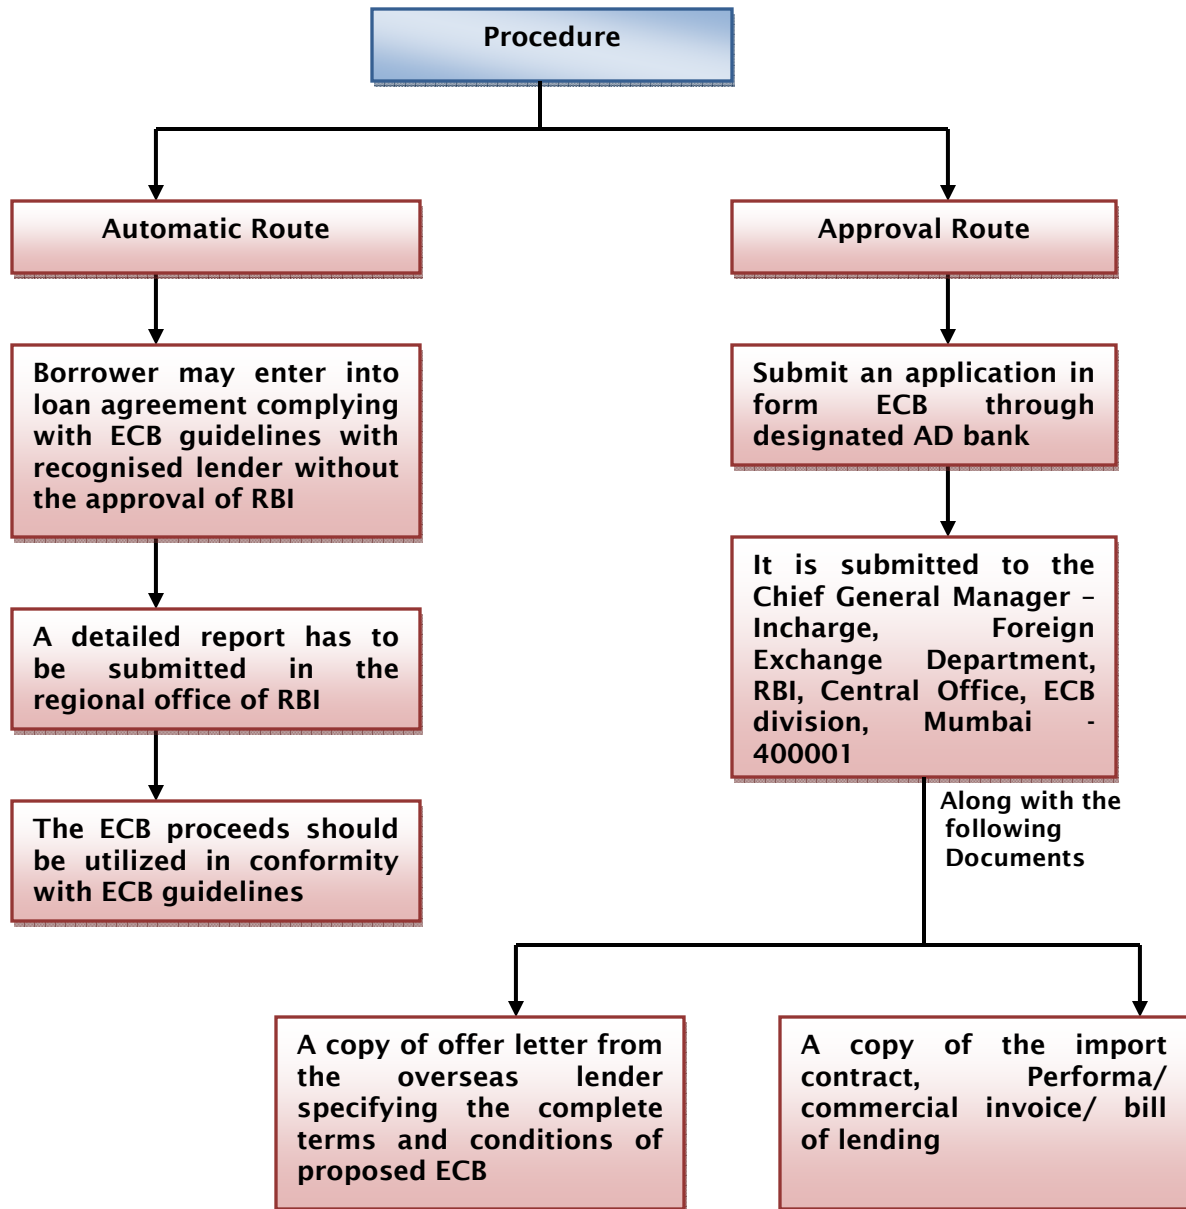 Procedure
Automatic Route
Borrower may enter into
loan agreement complying
with ECB guidelines with
recognised lender without
the approval of RBI
A detailed report has to
be submitted in the
regional office of RBI
The ECB proceeds should
be utilized in conformity
with ECB guidelines
Approval Route
Submit an application in
form ECB through
designated AD bank
It is submitted to the
Chief General Manager –
Incharge, Foreign
Exchange Department,
RBI, Central Office, ECB
division, Mumbai -
400001
Along with the
following
Documents
A copy of offer letter from
the overseas lender
specifying the complete
terms and conditions of
proposed ECB
A copy of the import
contract, Performa/
commercial invoice/ bill
of lending